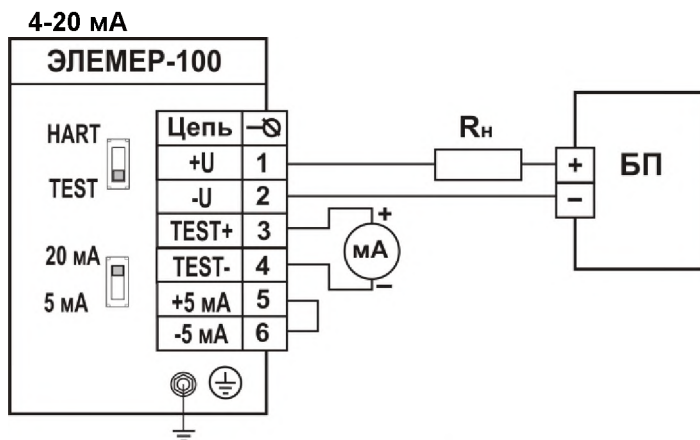 4-20 мА
ЭЛЕМЕР-100
HART
TEST
20 мА
5 мА
Цепь
+U 1
-U 2
TEST+ 3
TEST- 4
+5 мА 5
-5 мА 6
+
мА
−
Rн
+
−
БП